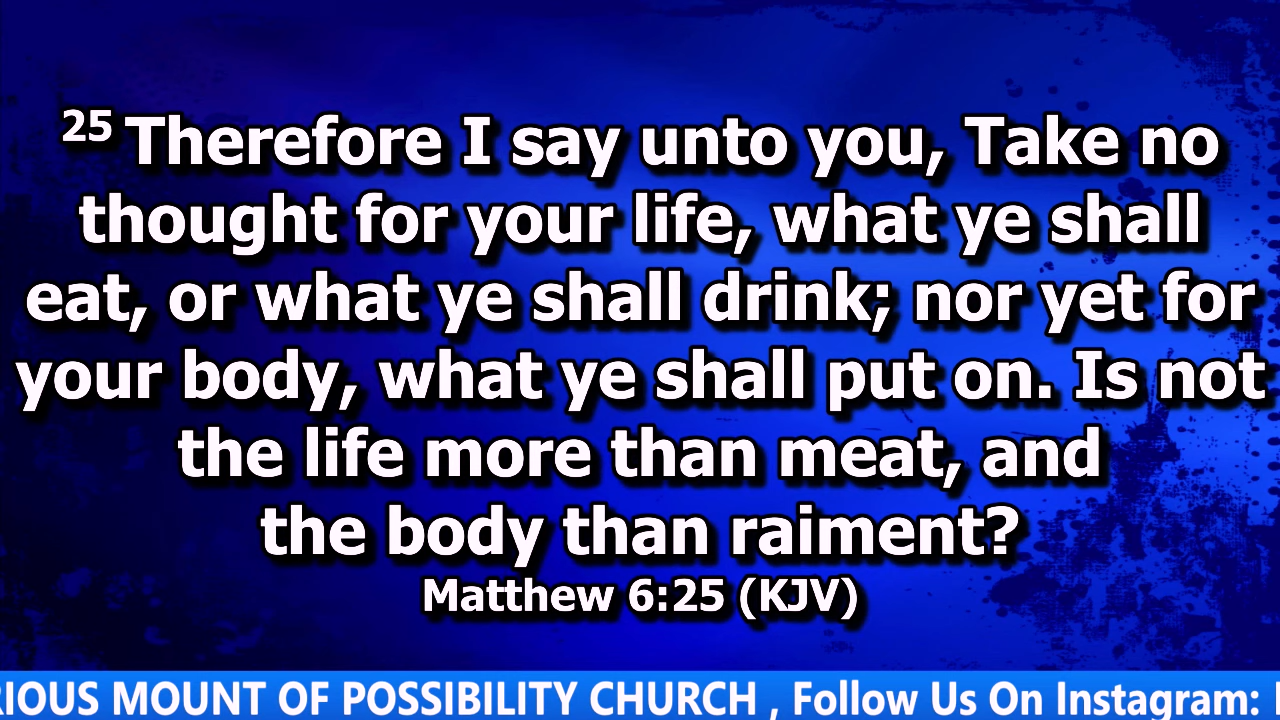 25 Therefore I say unto you, Take no
thought for your life, what ye shall
eat, or what ye shall drink; nor yet for
your body, what ye shall put on. Is not
the life more than meat, and
the body than raiment?
Matthew 6:25 (KJV)
MOUNT OF POSSIBILITY CHURCH , Follow Us On Instagram: